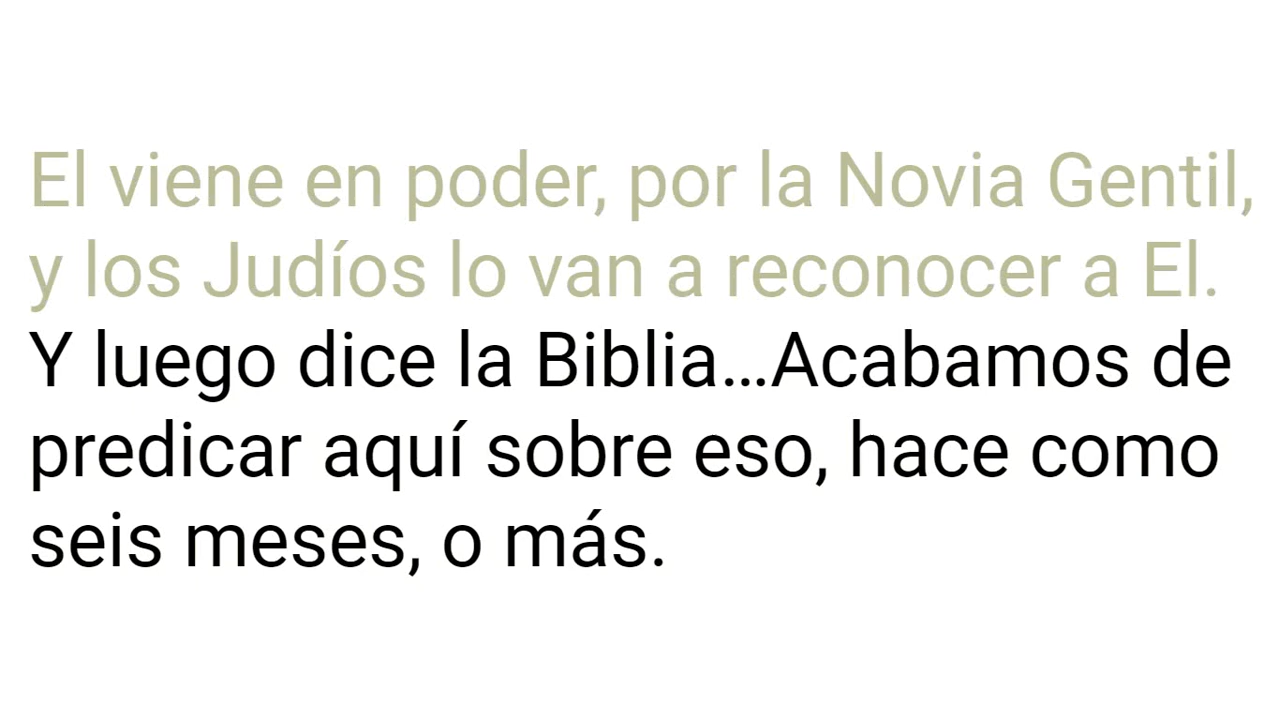 El viene en poder, por la Novia Gentil,
y los Judíos lo van a reconocer a El.
Y luego dice la Biblia...Acabamos de
predicar aquí sobre eso, hace como
seis meses, o más.